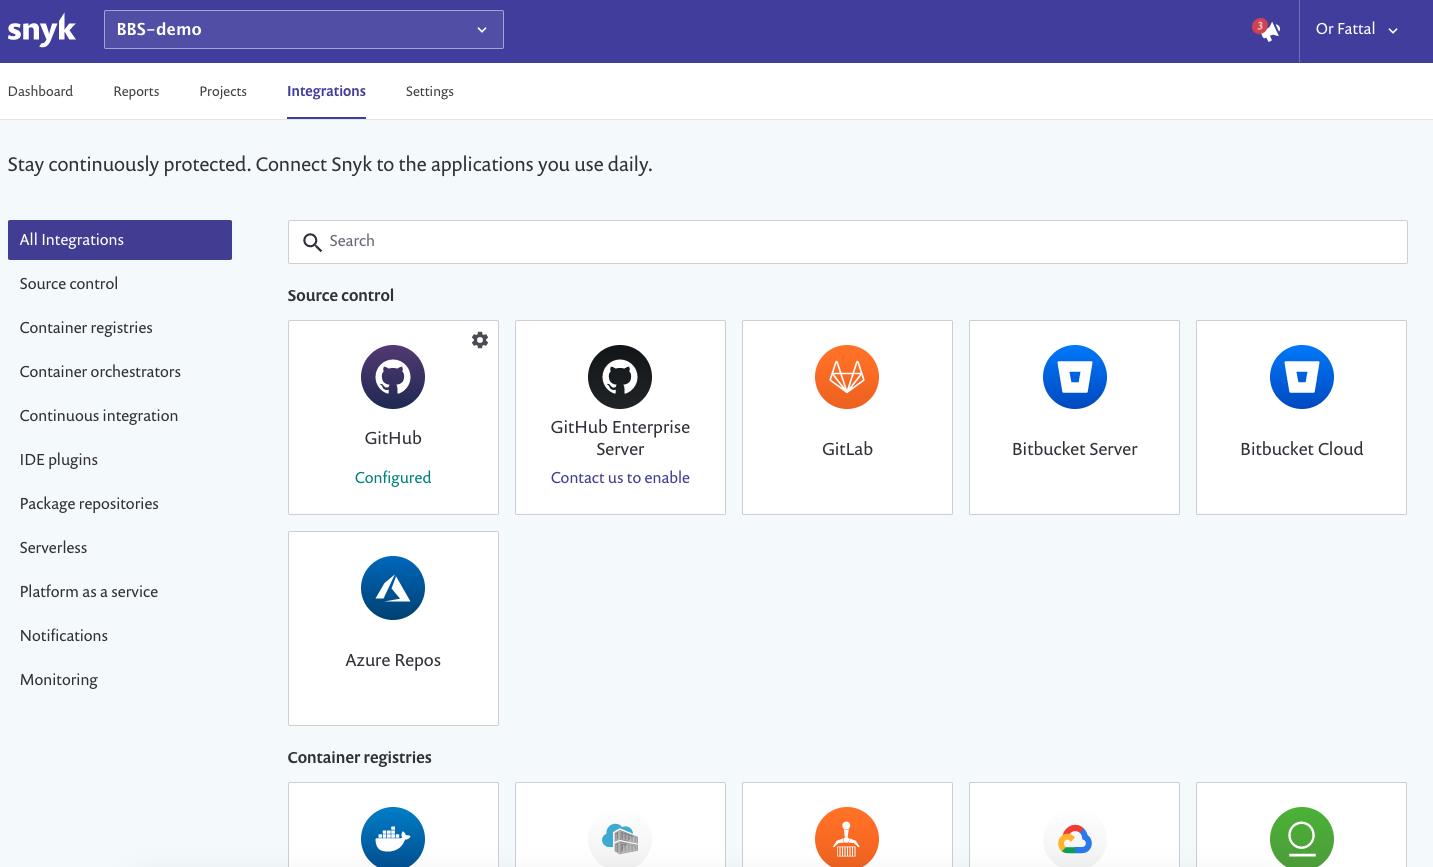 snyk
BBS-demo
3
Or Fattal
Dashboard
Reports
Projects
Integrations
Settings
Stay continuously protected. Connect Snyk to the applications you use daily.
All Integrations
Source control
Container registries
Container orchestrators
Continuous integration
IDE plugins
Package repositories
Serverless
Platform as a service
Notifications
Monitoring
Search
Source control
GitHub
Configured
GitHub Enterprise
Server
Contact us to enable
GitLab
Bitbucket Server
Bitbucket Cloud
Azure Repos
Container registries